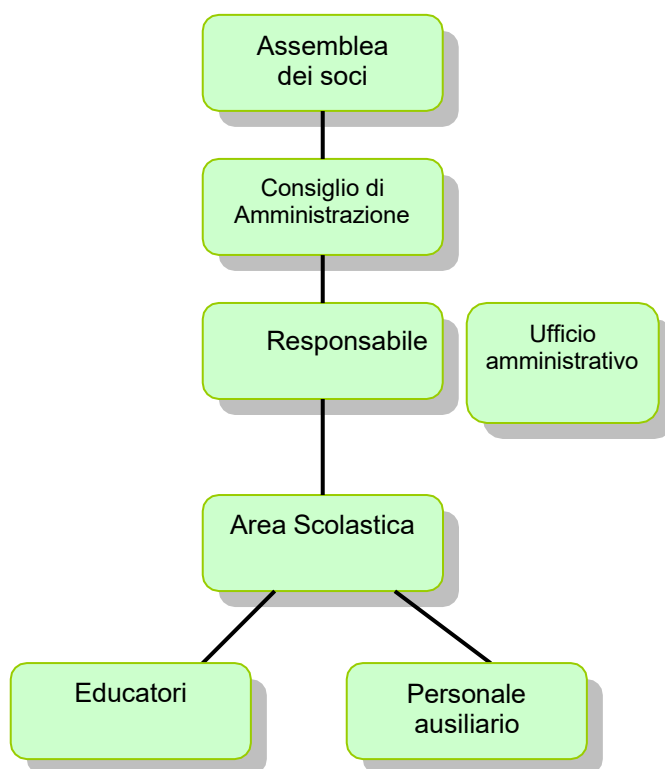 Assemblea
dei soci
Consiglio di
Amministrazione
Responsabile
Ufficio
amministrativo
Area Scolastica
Educatori
Personale
ausiliario